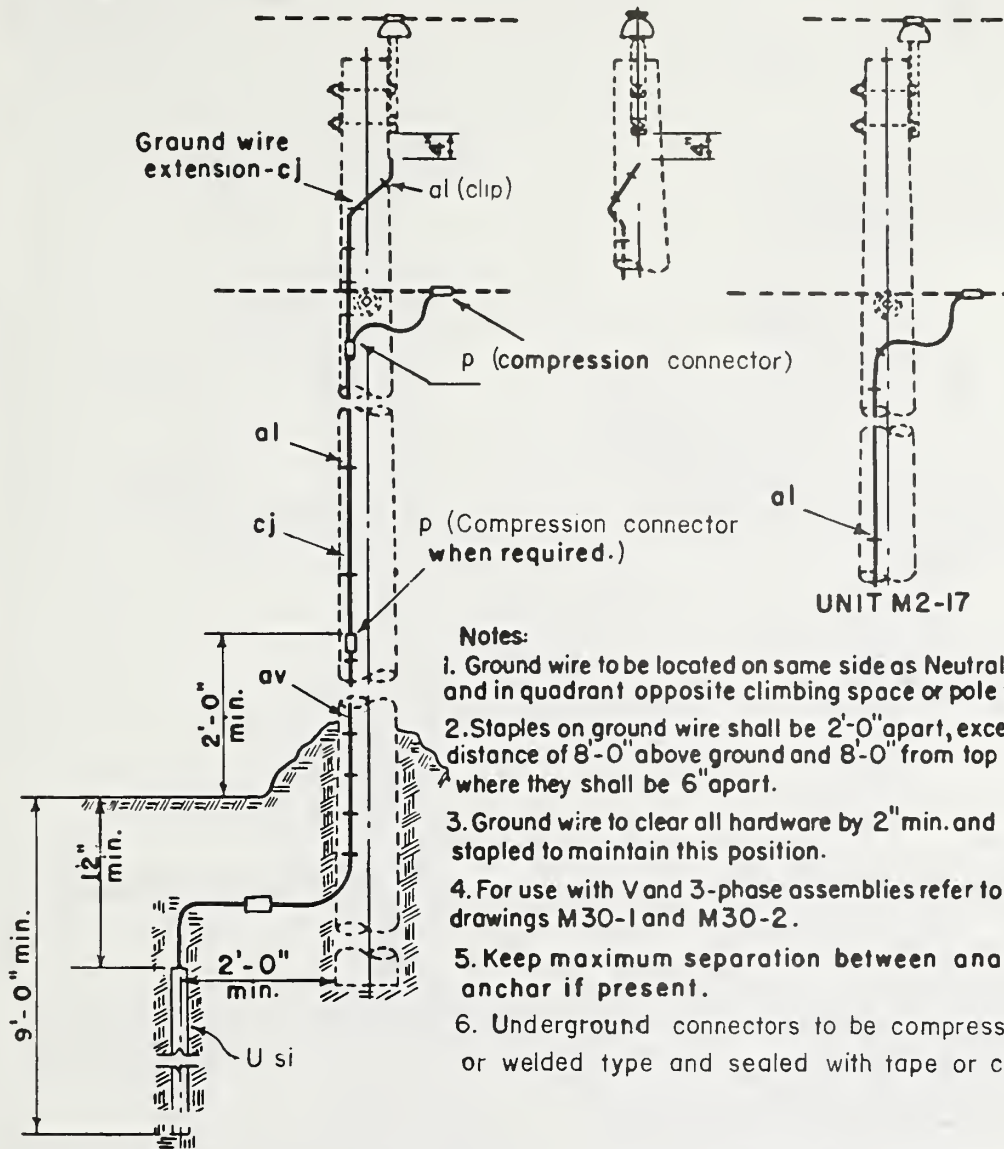 Ground wire
extension-cj
al (clip)
4"
4"
p (compression connector)
al
cj
p (Compression connector
when required.)
al
UNIT M2-17
av
2'-0"
min.
12"
min.
9'-0" min.
2'-0"
min.
U si
Notes:
1. Ground wire to be located on same side as Neutral
and in quadrant opposite climbing space or pole
2. Staples on ground wire shall be 2'-0" apart, exce
distance of 8'-0" above ground and 8'-0" from top
where they shall be 6" apart.
3. Ground wire to clear all hardware by 2" min. and
stapled to maintain this position.
4. For use with V and 3-phase assemblies refer to
drawings M30-1 and M30-2.
5. Keep maximum separation between ana
anchar if present.
6. Underground connectors to be compress
or welded type and sealed with tape or c